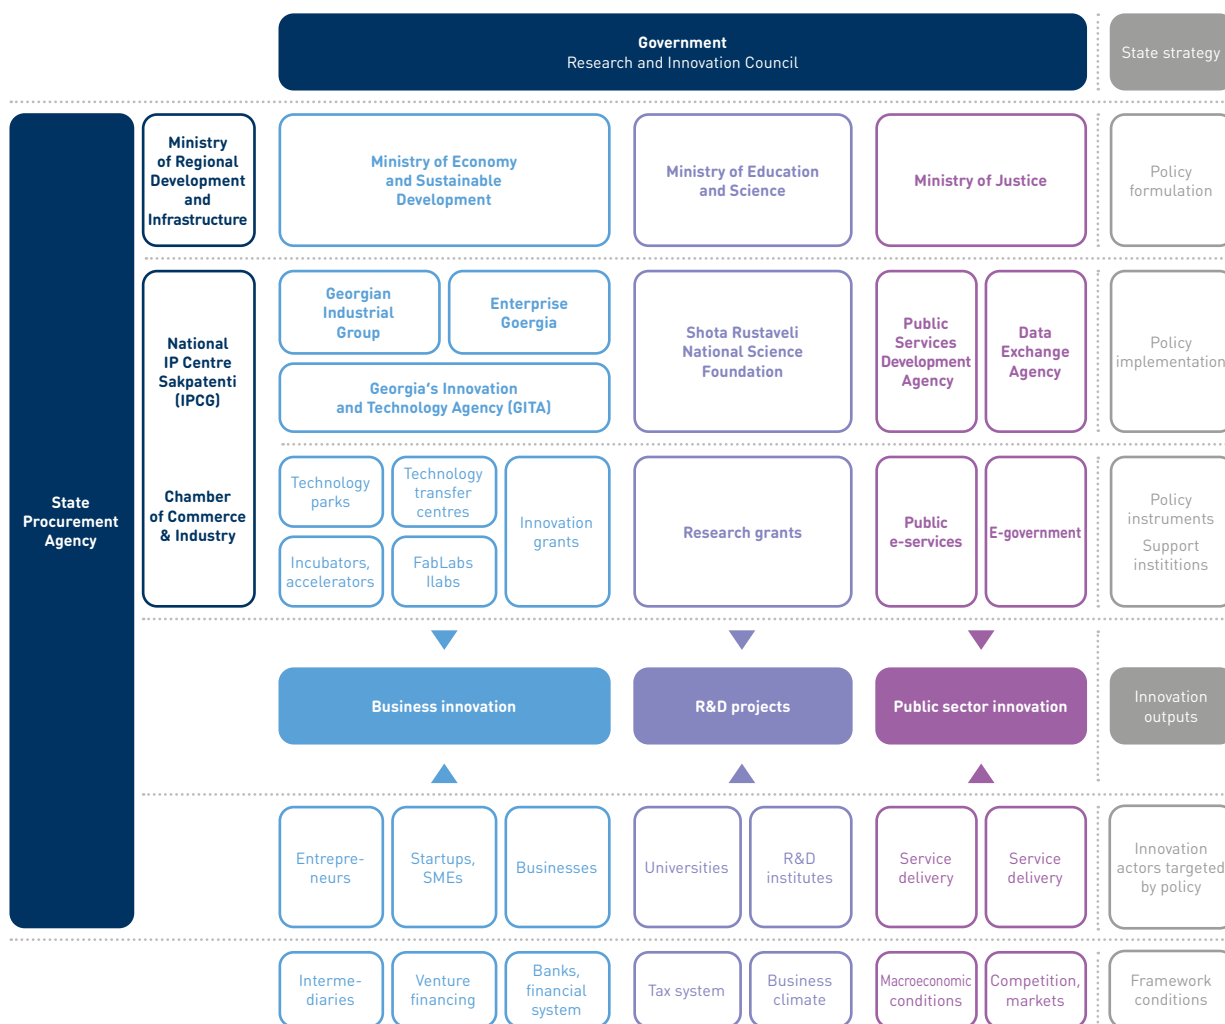 Government
Research and Innovation Council
State strategy
State
Procurement
Agency
Ministry
of Regional
Development
and
Infrastructure
Ministry of Economy
and Sustainable
Development
Ministry of Education
and Science
Ministry of Justice
Policy
formulation
National
IP Centre
Sakpatenti
(IPCG)
Chamber
of Commerce
& Industry
Georgian
Industrial
Group
Enterprise
Goergia
Georgia's Innovation
and Technology Agency (GITA)
Shota Rustaveli
National Science
Foundation
Public
Services
Development
Agency
Data
Exchange
Agency
Policy
implementation
Technology
parks
Technology
transfer
centres
Innovation
grants
Incubators,
accelerators
FabLabs
Ilabs
Research grants
Public
e-services
E-government
Policy
instruments
Support
instititions
Business innovation
R&D projects
Public sector innovation
Innovation
outputs
Entrepre-
neurs
Startups,
SMEs
Businesses
Universities
R&D
institutes
Service
delivery
Service
delivery
Innovation
actors targeted
by policy
Interme-
diaries
Venture
financing
Banks,
financial
system
Tax system
Business
climate
Macroeconomic
conditions
Competition,
markets
Framework
conditions